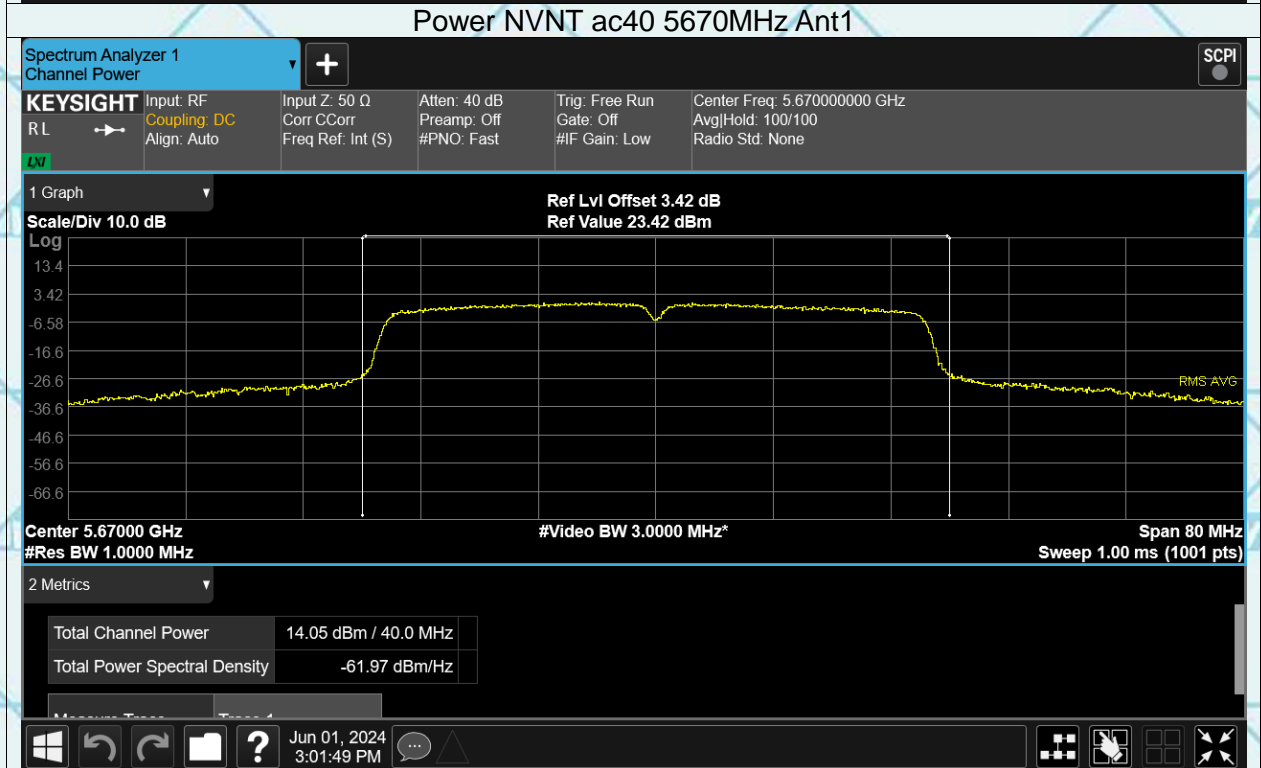 Power NVNT ac40 5670MHz Ant1
Spectrum Analyzer 1
Channel Power
SCPI
KEYSIGHT
R L
LXI
Input: RF
Coupling: DC
Align: Auto
Input Z: 50 Ω
Corr CCorr
Freq Ref: Int (S)
Atten: 40 dB
Preamp: Off
#PNO: Fast
Trig: Free Run
Gate: Off
#IF Gain: Low
Center Freq: 5.670000000 GHz
Avg|Hold: 100/100
Radio Std: None
1 Graph
Ref Lvl Offset 3.42 dB
Scale/Div 10.0 dB
Ref Value 23.42 dBm
Log
13.4
3.42
-6.58
-16.6
-26.6
RMS AVG
-36.6
-46.6
-56.6
-66.6
Center 5.67000 GHz
#Video BW 3.0000 MHz*
Span 80 MHz
#Res BW 1.0000 MHz
Sweep 1.00 ms (1001 pts)
2 Metrics
Total Channel Power 14.05 dBm / 40.0 MHz
Total Power Spectral Density -61.97 dBm/Hz
Measure Trace Trace 1
?
Jun 01, 2024
3:01:49 PM